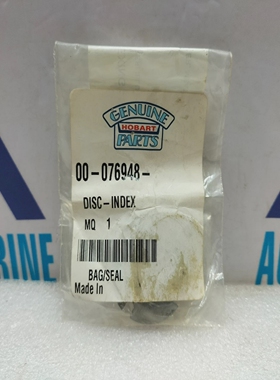 GENUINE
HOBART
PARTS
00-076948-
DISC-INDEX
MQ 1
BAG/SEAL
Made In